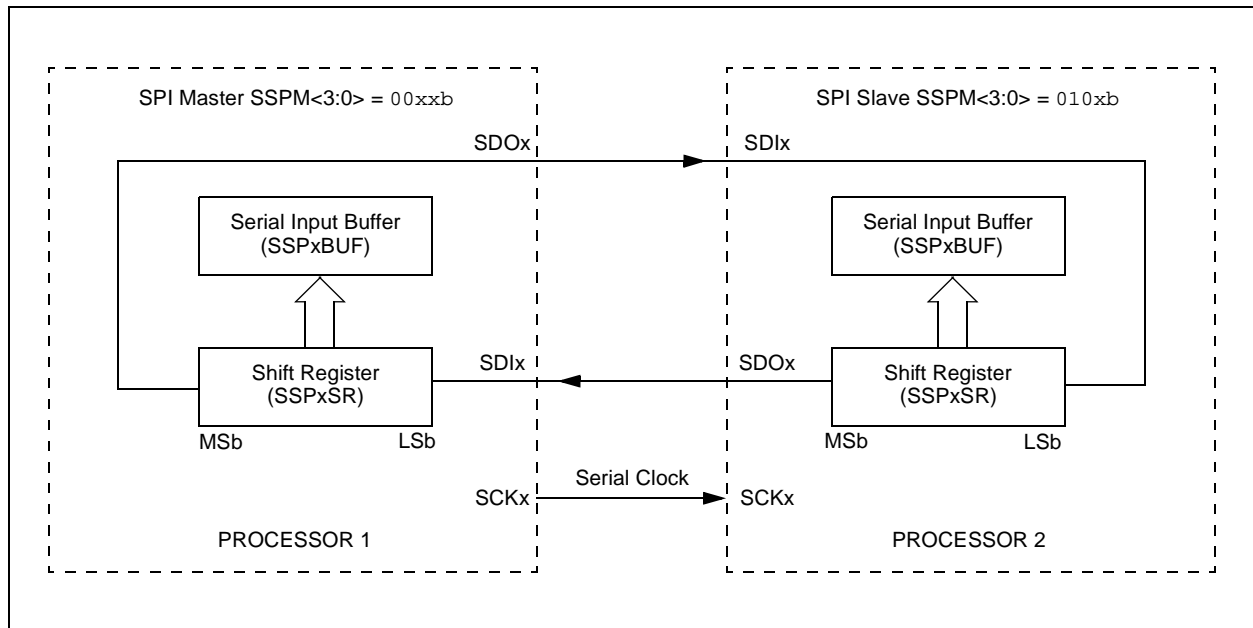 SPI Master SSPM<3:0> = 00xxb
SDOx
Serial Input Buffer
(SSPxBUF)
Shift Register
(SSPxSR)
MSb
LSb
SDIx
SCKx
PROCESSOR 1
Serial Clock
SPI Slave SSPM<3:0> = 010xb
SDIx
Serial Input Buffer
(SSPxBUF)
SDOx
Shift Register
(SSPxSR)
MSb
LSb
SCKx
PROCESSOR 2